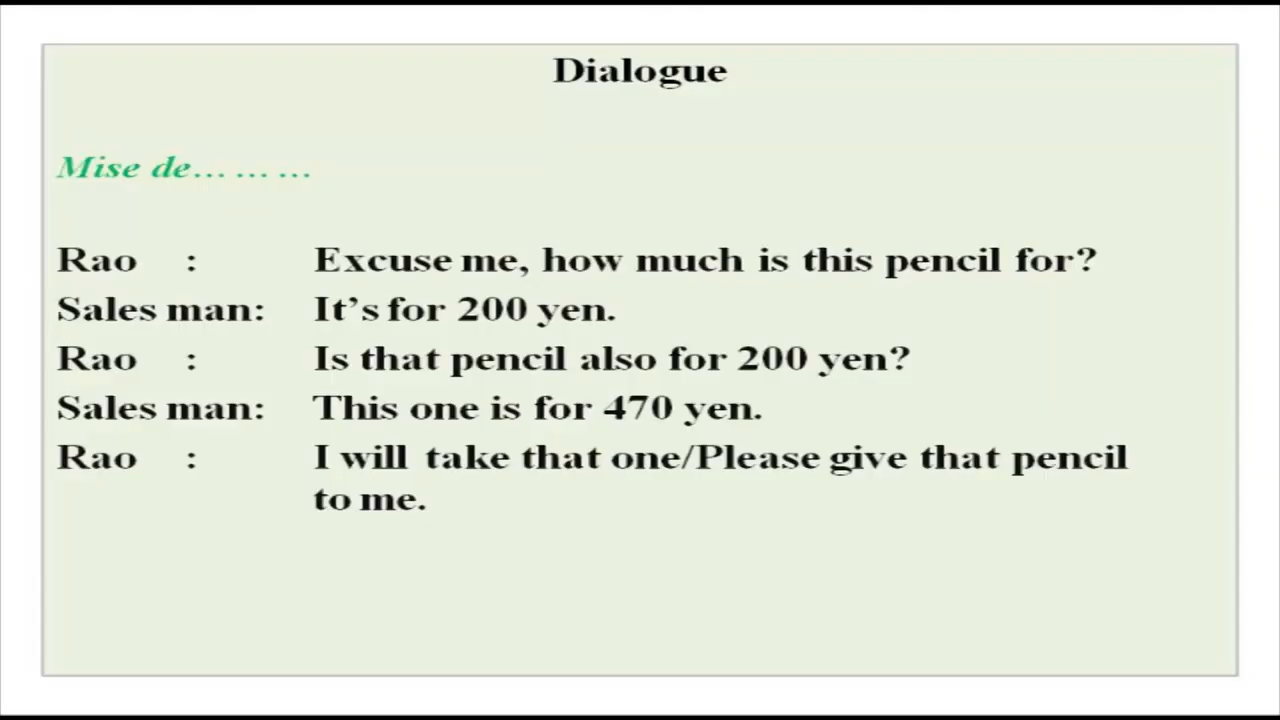 Dialogue
Mise de… … …
Rao : Excuse me, how much is this pencil for?
Sales man: It’s for 200 yen.
Rao : Is that pencil also for 200 yen?
Sales man: This one is for 470 yen.
Rao : I will take that one/Please give that pencil
to me.